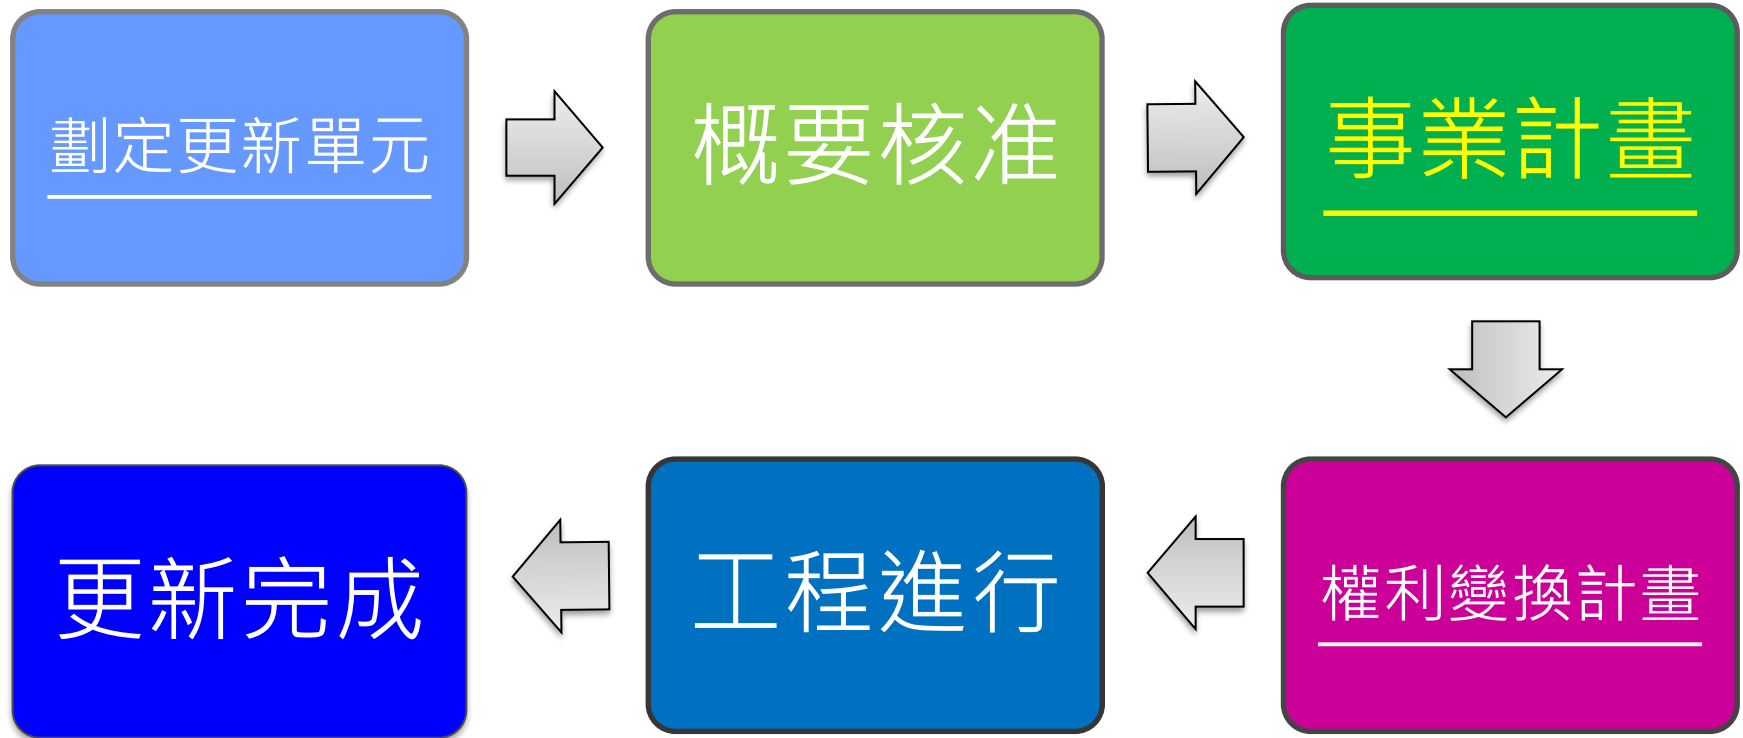 劃定更新單元
概要核准
事業計畫
權利變換計畫
工程進行
更新完成